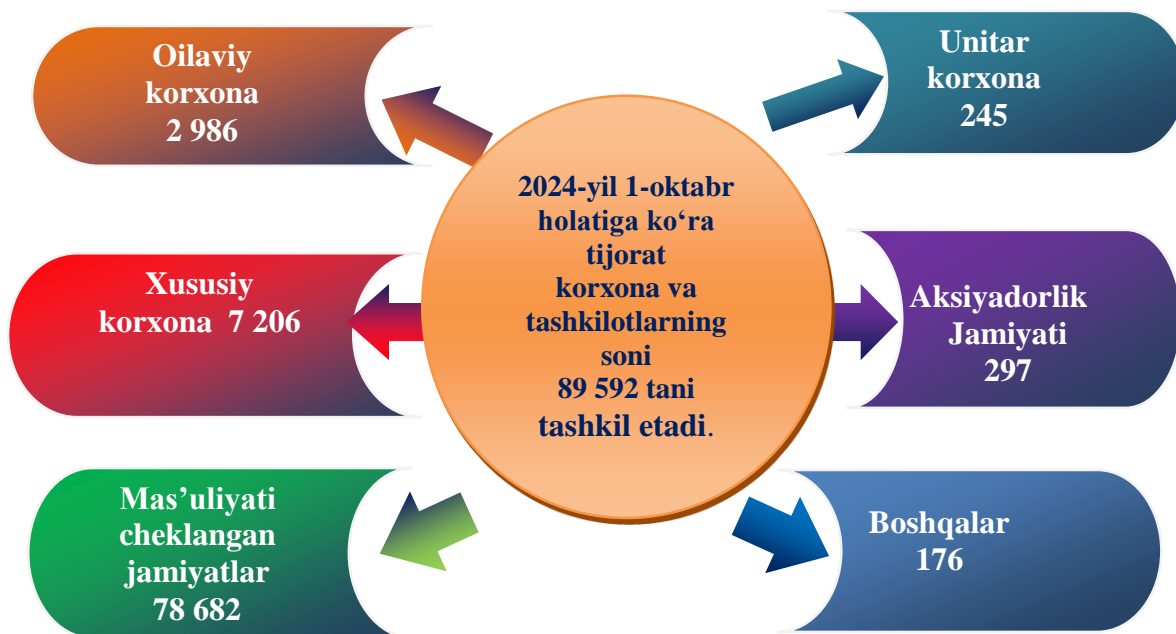 Oilaviy
korxona
2 986
Unitar
korxona
245
2024-yil 1-oktabr
holatiga ko‘ra
tijorat
korxona va
tashkilotlarning
soni
89 592 tani
tashkil etadi.
Xususiy
korxona 7 206
Aksiyadorlik
Jamiyati
297
Mas’uliyati
cheklangan
jamiyatlar
78 682
Boshqalar
176